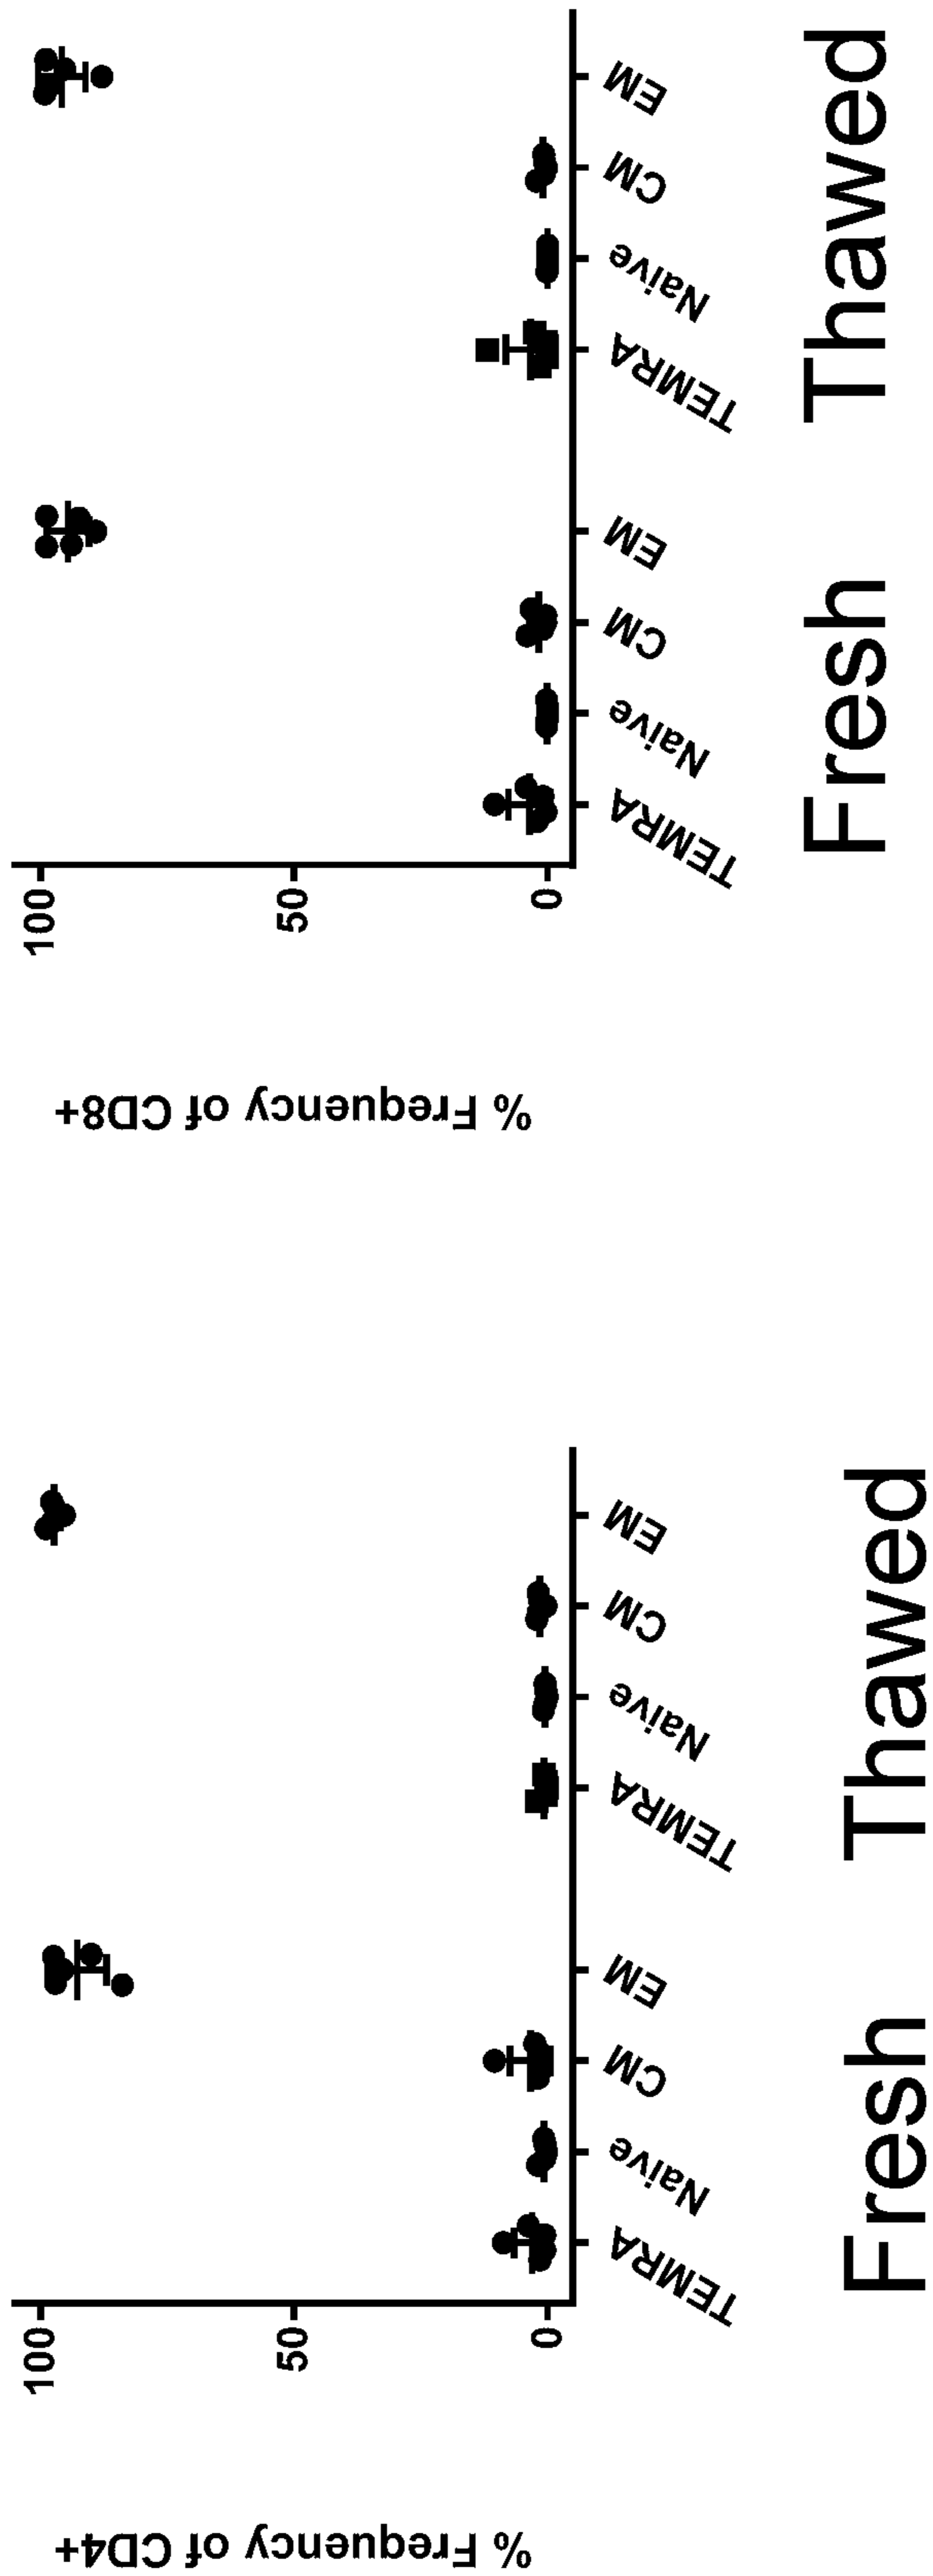 % Frequency of CD4+
100
50
0
TEMRA
Naive
CM
EM
TEMRA
Naive
CM
EM
Fresh
Thawed
% Frequency of CD8+
100
50
0
TEMRA
Naive
CM
EM
TEMRA
Naive
CM
EM
Fresh
Thawed